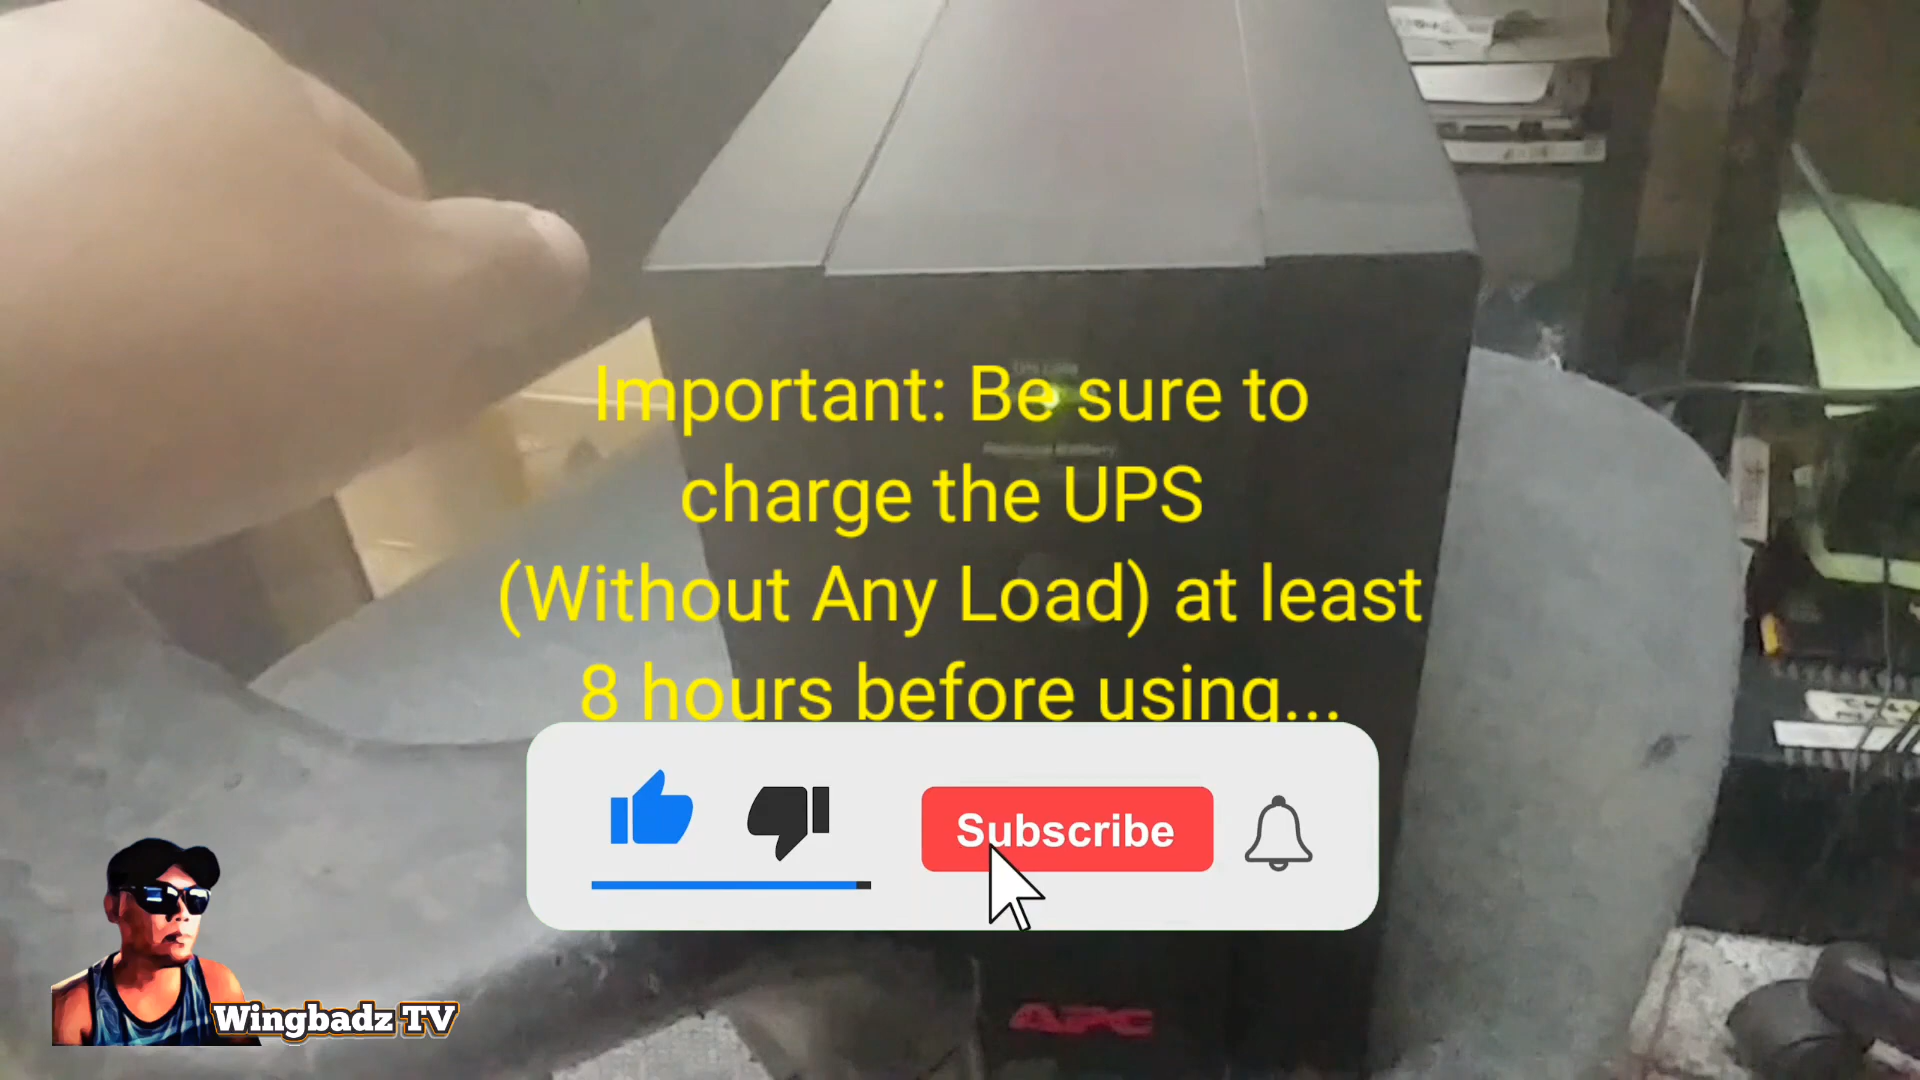 Important: Be sure to
charge the UPS
(Without Any Load) at least
8 hours before using...
Subscribe
Wingbadz TV
APC